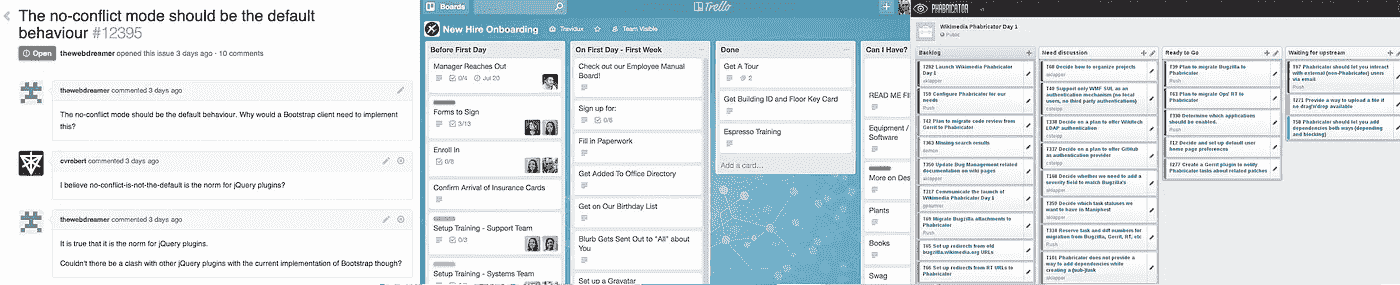 The no-conflict mode should be the default
behaviour #12395
Open thewebdreamer opened this issue 3 days ago · 10 comments
thewebdreamer commented 3 days ago
The no-conflict mode should be the default behaviour. Why would a Bootstrap client need to implement
this?
cvrebert commented 3 days ago
I believe no-conflict-is-not-the-default is the norm for jQuery plugins?
thewebdreamer commented 3 days ago
It is true that it is the norm for jQuery plugins.
Couldn't there be a clash with other jQuery plugins with the current implementation of Bootstrap though?
Boards
Trello
New Hire Onboarding
Travidux
Team Visible
Before First Day
Manager Reaches Out
0/4 Jul 20
Forms to Sign
3/13
Enroll In
0/8
Confirm Arrival of Insurance Cards
Setup Training - Support Team
0/3
Setup Training - Systems Team
On First Day - First Week
Check out our Employee Manual
Board!
Sign up for:
0/6
Fill in Paperwork
Get Added To Office Directory
Get on Our Birthday List
Blurb Gets Sent Out to "All" about
You
Set up a Gravatar
Done
Get A Tour
2
Get Building ID and Floor Key Card
Espresso Training
Add a card...
Can I Have?
READ ME FI
Equipment /
Software
More on Des
Plants
Books
Swag
PHABRICATOR
Wikimedia Phabricator Day 1
Public
Backlog
T282 Launch Wikimedia Phabricator
Day 1
T59 Configure Phabricator for our
needs
Rush
T42 Plan to migrate code review from
Gerrit to Phabricator
T363 Missing search results
T350 Update Bug Management related
documentation on wiki pages
T317 Communicate the launch of
Wikimedia Phabricator Day 1
T69 Migrate Bugzilla attachments to
Phabricator
Rush
T65 Set up redirects from old
bugzilla.wikimedia.org URLs
T66 Set up redirects from RT URLs to
Phabricator
Need discussion
T60 Decide how to organize projects
T40 Support only WMF SUL as an
authentication mechanism (no local
users, no third party authentications)
T338 Decide on a plan to offer Wikitech
LDAP authentication
T337 Decide on a plan to offer GitHub
as authentication provider
T168 Decide whether we need to add a
severity field to match Bugzilla's
T353 Decide which task statuses we
want to have in Maniphest
T330 Reserve task and diff numbers for
migration from Bugzilla, Gerrit, RT, etc
T151 Phabricator does not provide a
way to add dependencies while
creating a (sub-)task
Ready to Go
T39 Plan to migrate Bugzilla to
Phabricator
Rush
T63 Plan to migrate Ops' RT to
Phabricator
T330 Determine which applications
should be enabled.
Rush
T12 Decide and set up default user
home page preferences
T277 Create a Gerrit plugin to notify
Phabricator tasks about related patches
Waiting for upstream
T67 Phabricator should let you interact
with external (non-Phabricator) users
via email
Rush
T271 Provide a way to upload a file if
no drag'n'drop available
T58 Phabricator should let you add
dependencies both ways (depending
and blocking)